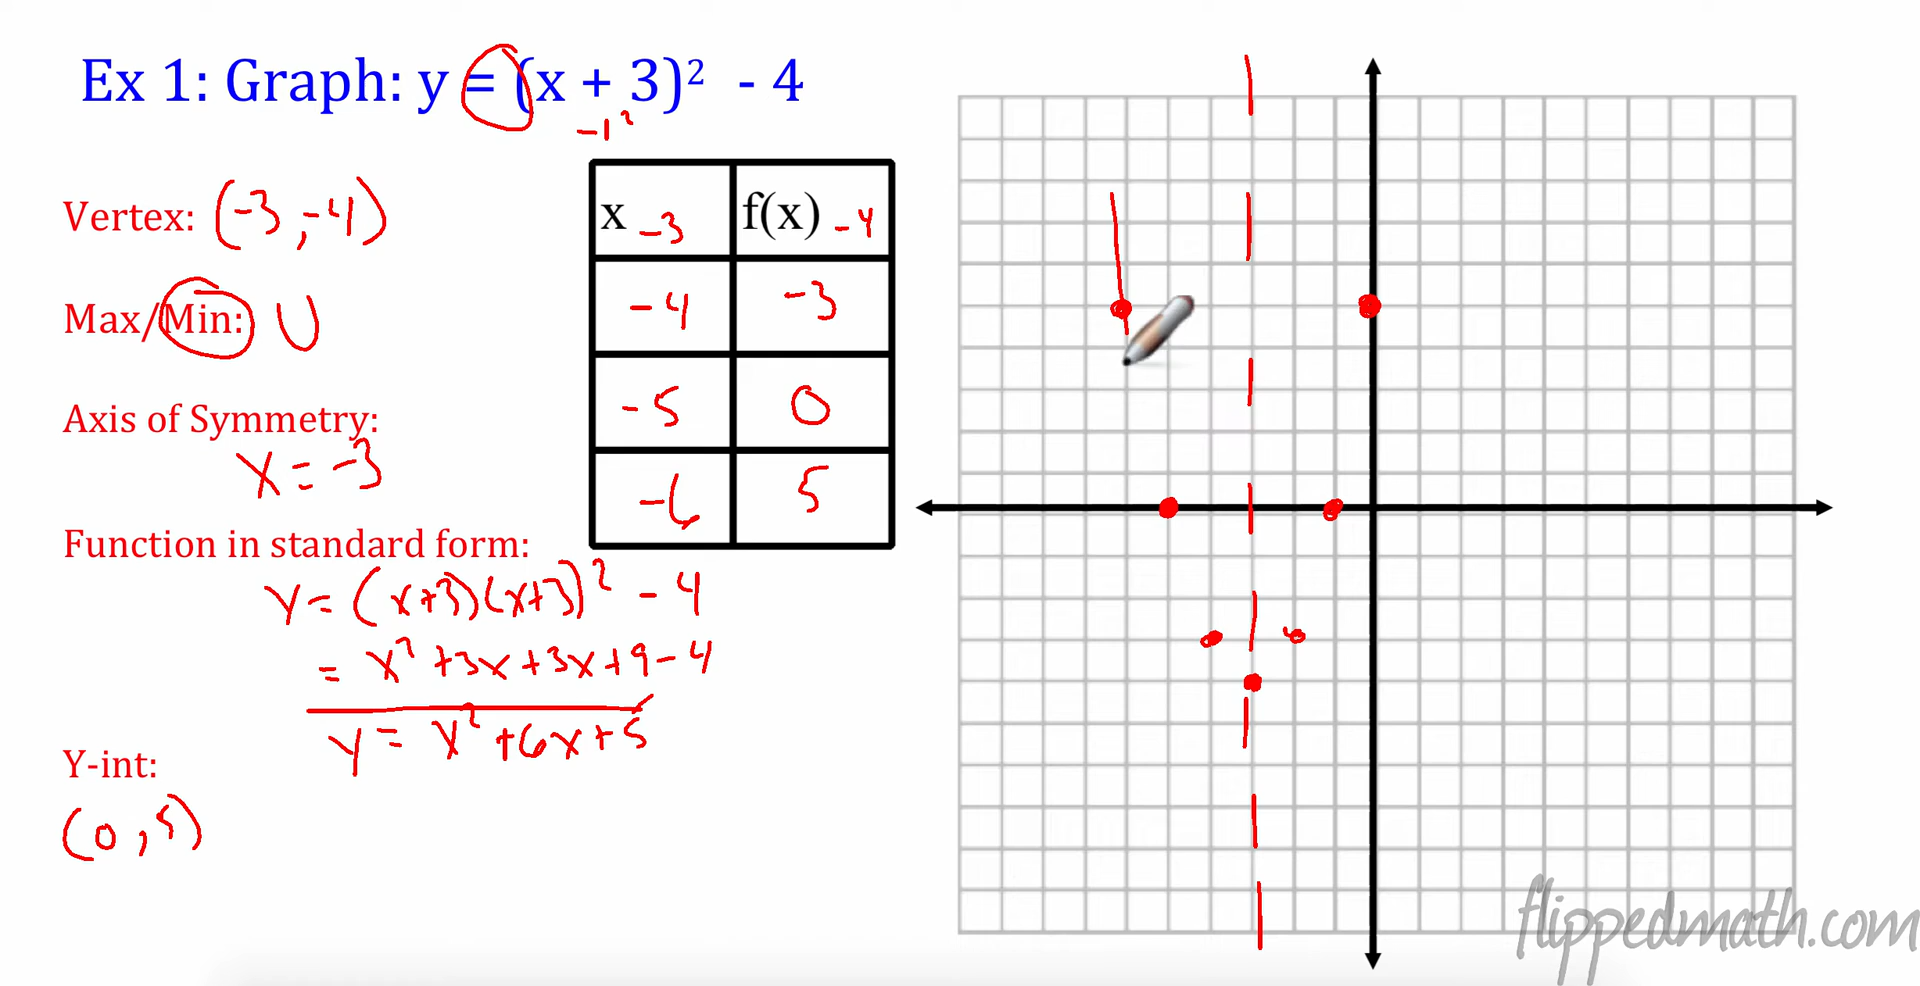 Ex 1: Graph: y = (x + 3)² - 4
-1²
Vertex: (-3, -4)
x -3 f(x) -4
Max/Min: U
-4 -3
Axis of Symmetry:
-5 0
x = -3
-6 5
Function in standard form:
y = (x+3)(x+3)² - 4
= x² +3x+3x+9-4
y = x² +6x+5
Y-int:
(0, 5)
flippedmath.com